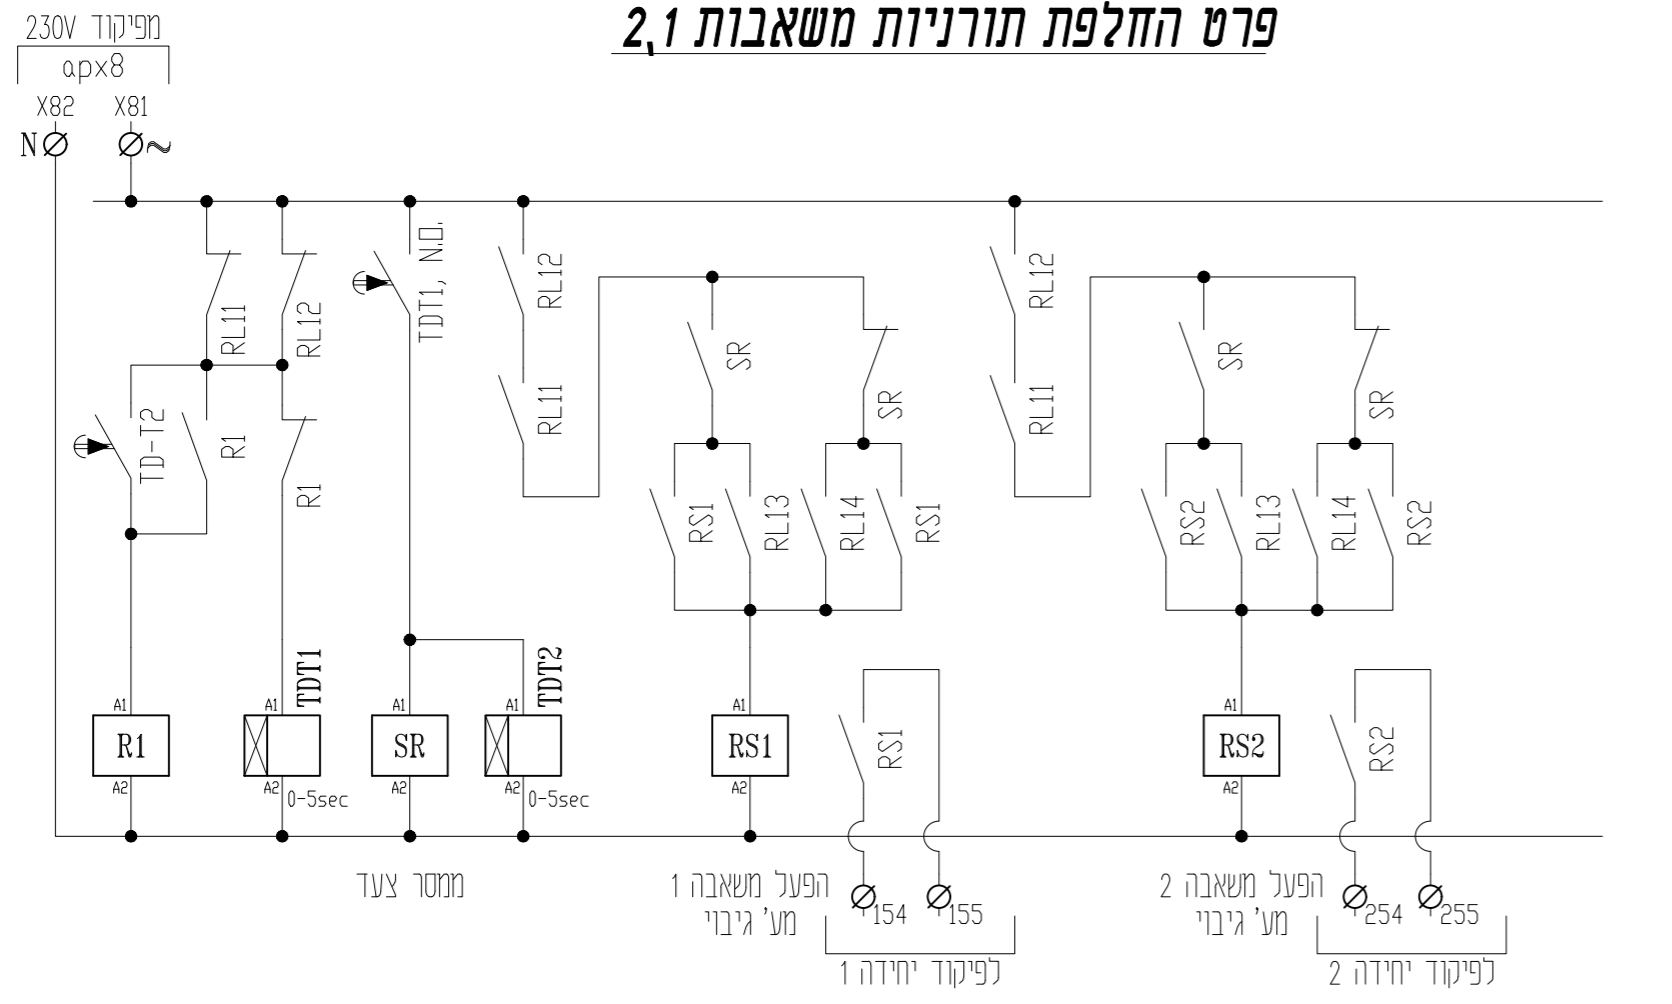 פרט החלפת תורניות משאבות 2,1
מפיקוד 230V
apx8
X82 X81
N ~
RL11
RL12
TDT1, N.O.
RL12
RL11
RL12
RL11
TD-T2
R1
R1
SR
SR
SR
SR
RS1
RL13
RL14
RS1
RS2
RL13
RL14
RS2
TDT1
TDT2
A1 A1 A1 A1 A1 A1
R1 SR RS1 RS1 RS2 RS2
A2 A2 A2 A2 A2 A2
0-5sec 0-5sec
ממסר צעד
הפעל משאבה 1
מע' גיבוי
154 155
לפיקוד יחידה 1
הפעל משאבה 2
מע' גיבוי
254 255
לפיקוד יחידה 2